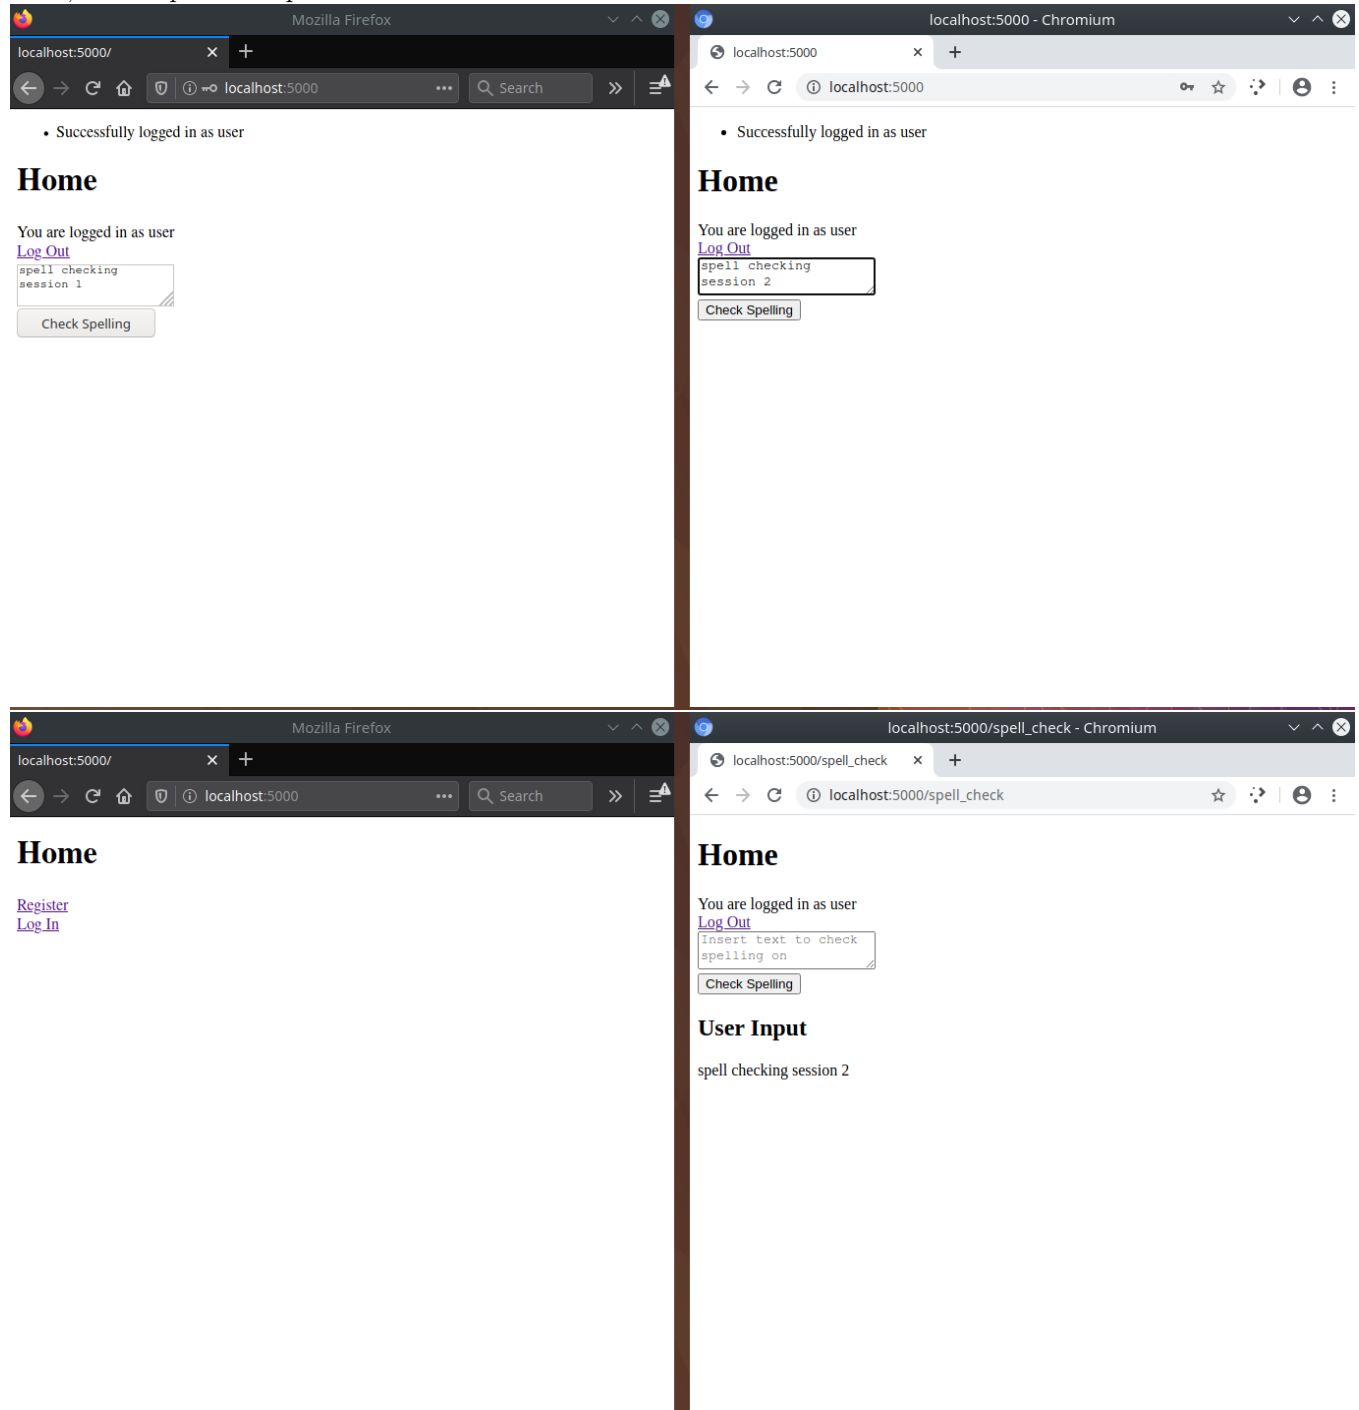 Mozilla Firefox
localhost:5000/
localhost:5000
Search
Successfully logged in as user
Home
You are logged in as user
Log Out
spell checking
session 1
Check Spelling
localhost:5000 - Chromium
localhost:5000
localhost:5000
Successfully logged in as user
Home
You are logged in as user
Log Out
spell checking
session 2
Check Spelling
Mozilla Firefox
localhost:5000/
localhost:5000
Search
Home
Register
Log In
localhost:5000/spell_check - Chromium
localhost:5000/spell_check
localhost:5000/spell_check
Home
You are logged in as user
Log Out
Insert text to check
spelling on
Check Spelling
User Input
spell checking session 2